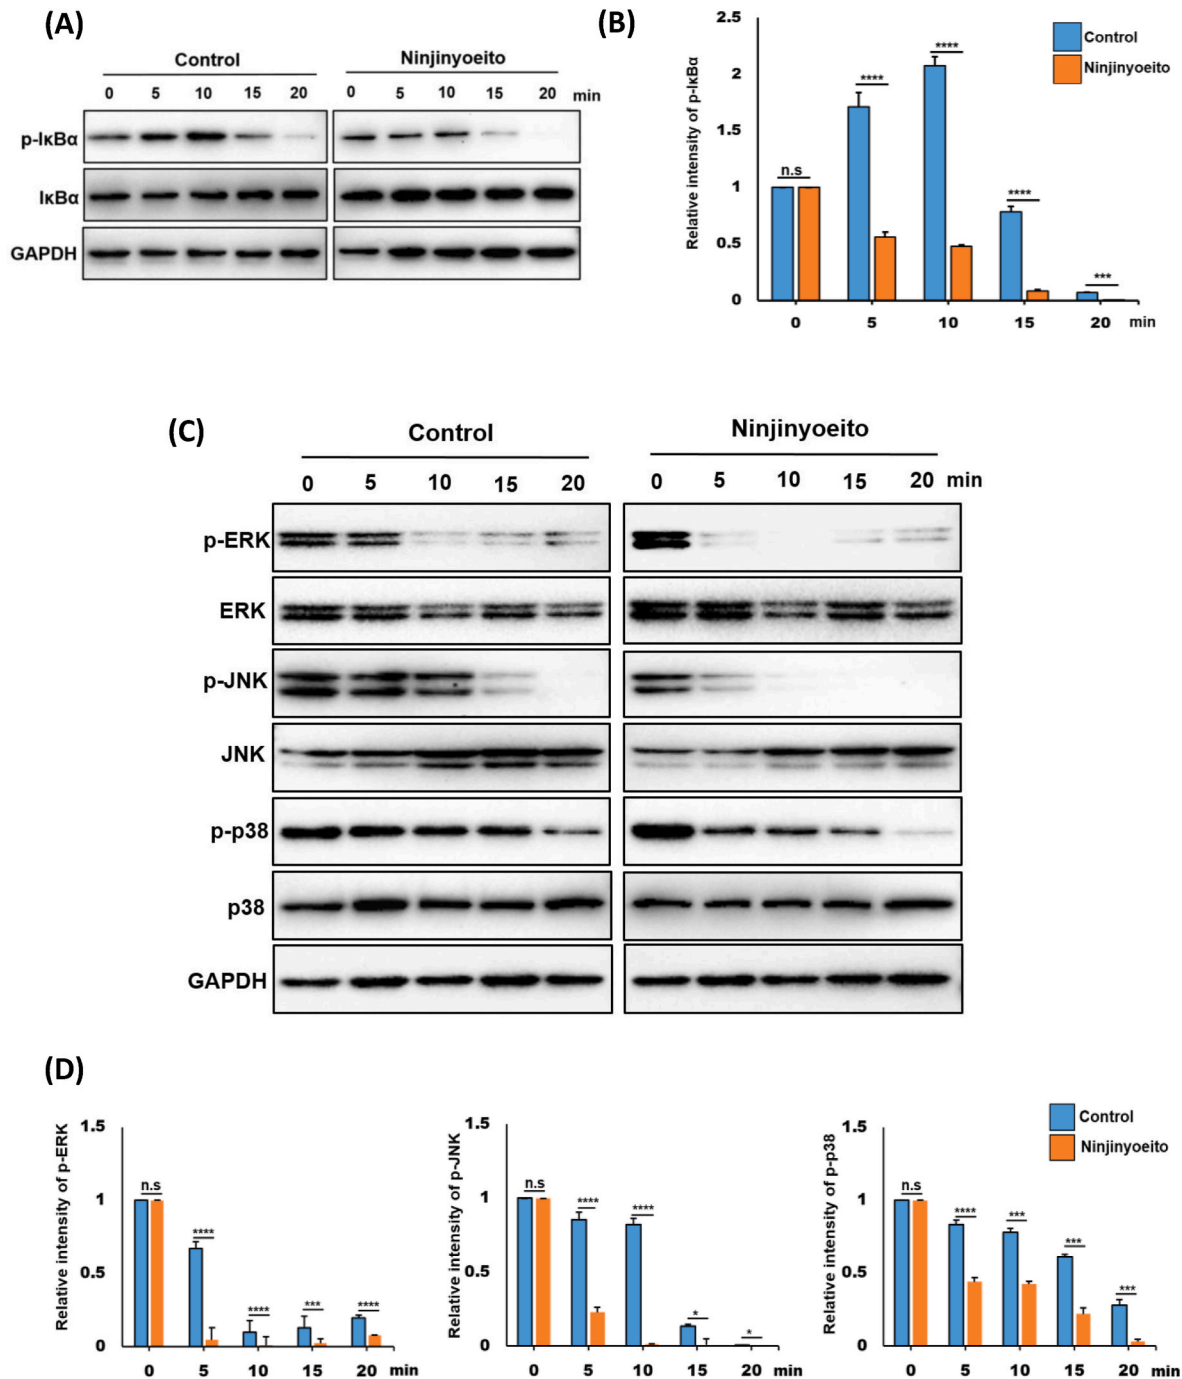 (A)
Control Ninjinyoeito
0 5 10 15 20 0 5 10 15 20 min
p-IκBα
IκBα
GAPDH
(B)
Relative intensity of p-IκBα
2.5
2
1.5
1
0.5
0
n.s
****
****
****
***
0 5 10 15 20 min
Control
Ninjinyoeito
(C)
Control Ninjinyoeito
0 5 10 15 20 0 5 10 15 20 min
p-ERK
ERK
p-JNK
JNK
p-p38
p38
GAPDH
(D)
Relative intensity of p-ERK
1.5
1
0.5
0
n.s
****
****
***
****
0 5 10 15 20 min
Relative intensity of p-JNK
1.5
1
0.5
0
n.s
****
****
*
*
0 5 10 15 20 min
Relative intensity of p-p38
1.5
1
0.5
0
n.s
****
***
***
***
0 5 10 15 20 min
Control
Ninjinyoeito